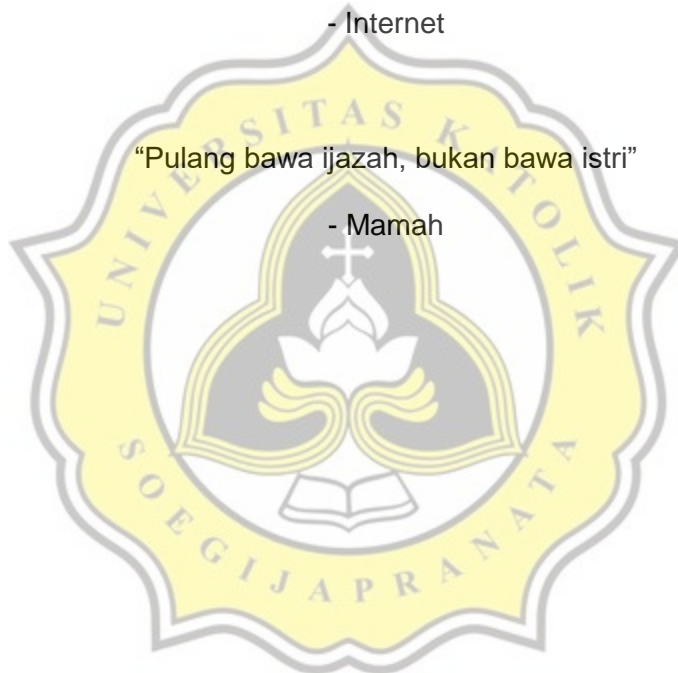 - Internet
“Pulang bawa ijazah, bukan bawa istri”
- Mamah
UNIVERSITAS KATOLIK
SOEGIJAPRANATA